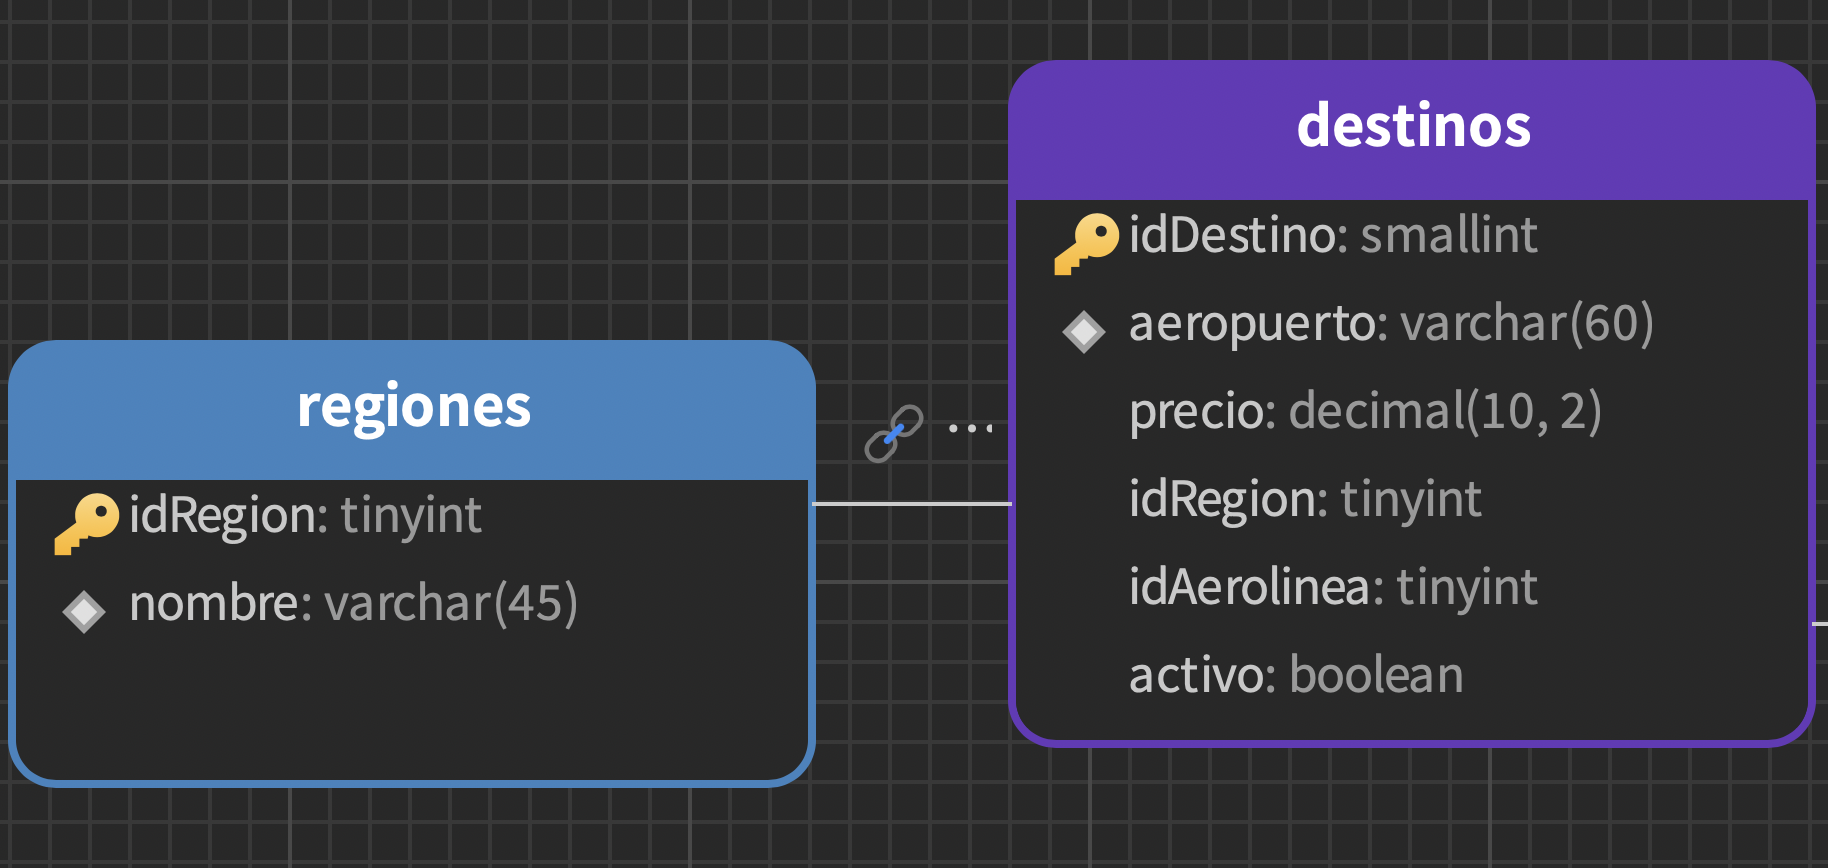 regiones
idRegion: tinyint
nombre: varchar(45)
...
destinos
idDestino: smallint
aeropuerto: varchar(60)
precio: decimal(10, 2)
idRegion: tinyint
idAerolinea: tinyint
activo: boolean